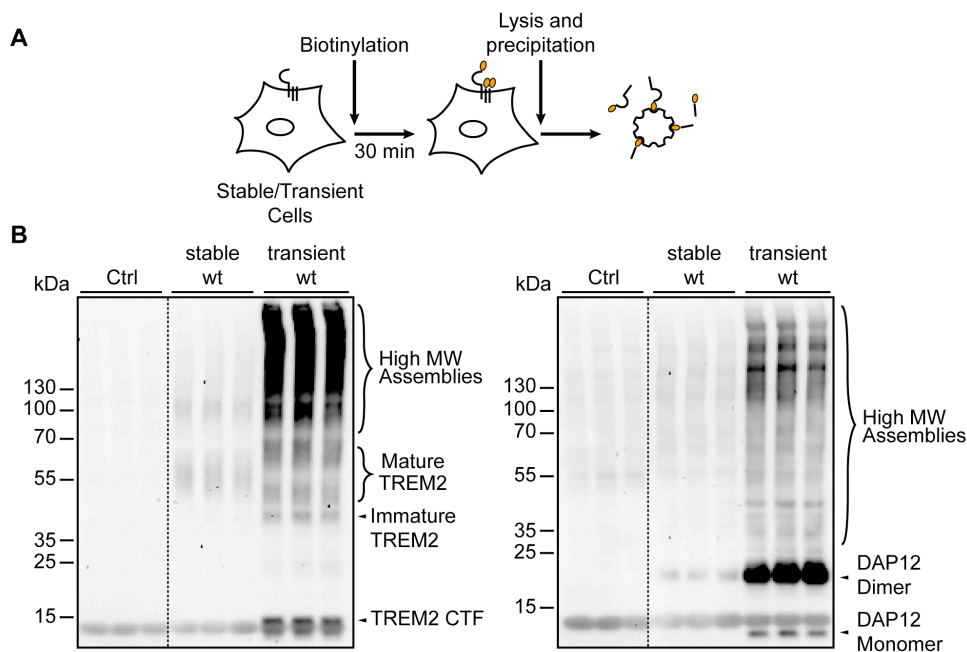 A
Biotinylation
Lysis and
precipitation
30 min
Stable/Transient
Cells
B
kDa
Ctrl
stable
wt
transient
wt
130
100
70
55
35
25
15
High MW
Assemblies
Mature
TREM2
Immature
TREM2
TREM2 CTF
kDa
Ctrl
stable
wt
transient
wt
130
100
70
55
35
25
15
High MW
Assemblies
DAP12
Dimer
DAP12
Monomer